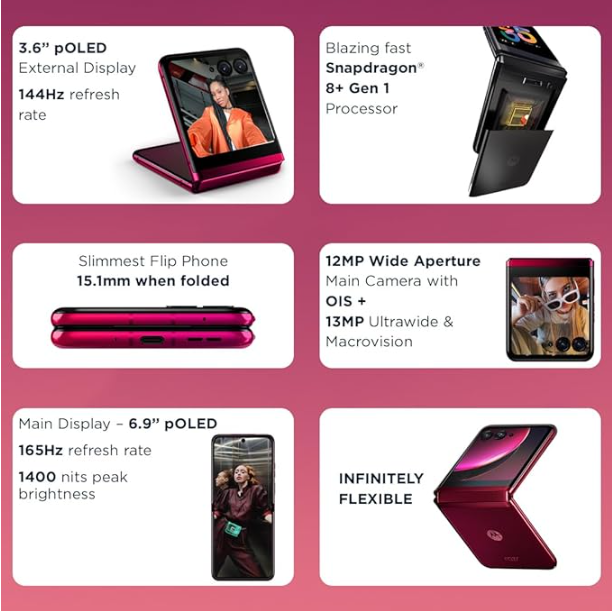 3.6” pOLED
External Display
144Hz refresh
rate
Blazing fast
Snapdragon®
8+ Gen 1
Processor
Slimmest Flip Phone
15.1mm when folded
12MP Wide Aperture
Main Camera with
OIS +
13MP Ultrawide &
Macrovision
Main Display – 6.9” pOLED
165Hz refresh rate
1400 nits peak
brightness
INFINITELY
FLEXIBLE